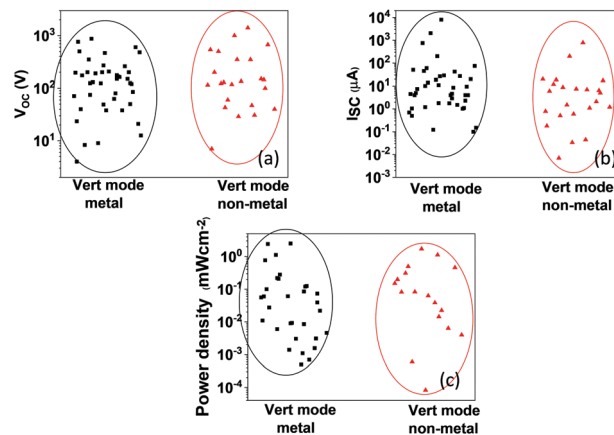 V_OC (V)
10³
10²
10¹
(a)
Vert mode
metal
Vert mode
non-metal
I_SC (μA)
10⁴
10³
10²
10¹
10⁰
10⁻¹
10⁻²
10⁻³
(b)
Vert mode
metal
Vert mode
non-metal
Power density (mWcm⁻²)
10⁰
10⁻¹
10⁻²
10⁻³
10⁻⁴
(c)
Vert mode
metal
Vert mode
non-metal